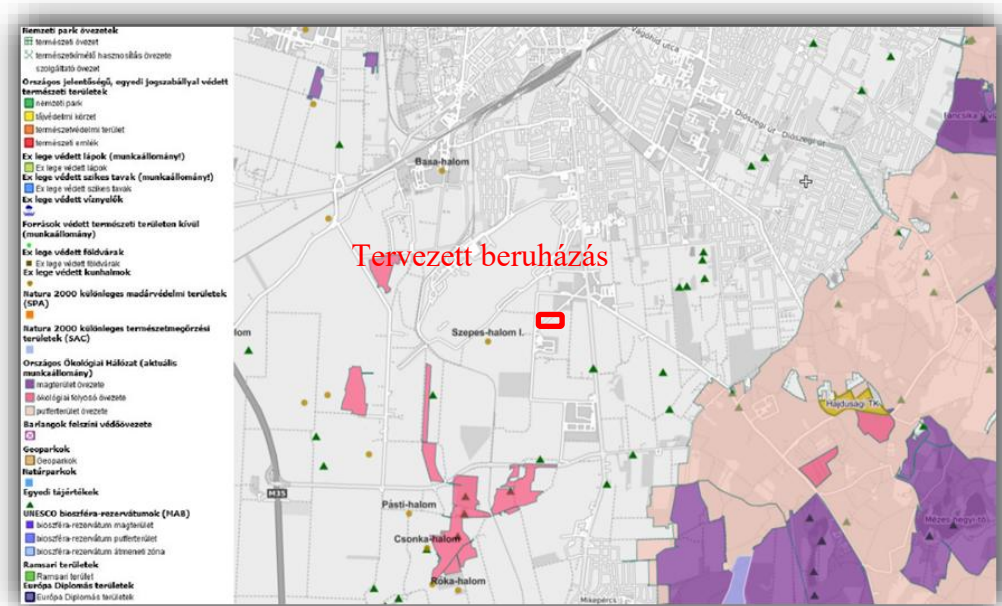 Nemzeti park övezetek
természeti övezet
természetkímélő hasznosítás övezete
szolgáltató övezet
Országos jelentőségű, egyedi jogszabállyal védett
természeti területek
nemzeti park
tájvédelmi körzet
természetvédelmi terület
természeti emlék
Ex lege védett lápok (munkaállomány!)
Ex lege védett lápok
Ex lege védett szikes tavak (munkaállomány!)
Ex lege védett szikes tavak
Ex lege védett víznyelők
Források védett természeti területen kívül
(munkaállomány)
Ex lege védett földvárak
Ex lege védett földvárak
Ex lege védett kunhalmok
Natura 2000 különleges madárvédelmi területek
(SPA)
Natura 2000 különleges természetmegőrzési
területek (SAC)
Országos Ökológiai Hálózat (aktuális
munkaállomány)
magterület övezete
ökológiai folyosó övezete
pufferterület övezete
Barlangok felszíni védőövezete
Geoparkok
Geoparkok
Natúrparkok
Egyedi tájértékek
UNESCO bioszféra-rezervátumok (MAB)
bioszféra-rezervátum magterület
bioszféra-rezervátum pufferterület
bioszféra-rezervátum átmeneti zóna
Ramsari területek
Ramsari terület
Európa Diplomás területek
Európa Diplomás területek
Vágóhíd utca
Diószegi út - Diószegi út
Basa-halom
Tervezett beruházás
Szepes-halom I.
lom
Hajdúsági TK
M35
Pásti-halom
Csonka-halom
Róka-halom
Mikepércs
Mézes hegyi tó